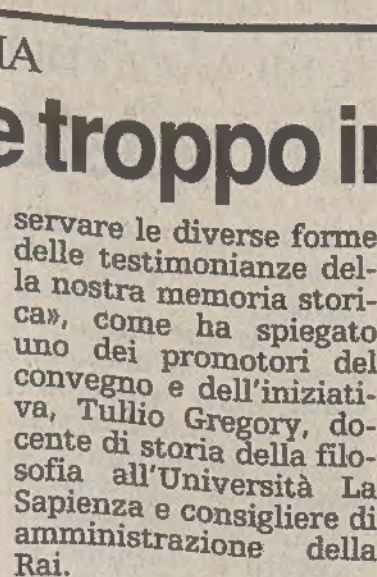 IA
e troppo i
servare le diverse forme
delle testimonianze del-
la nostra memoria stori-
ca», come ha spiegato
uno dei promotori del
convegno e dell'iniziati-
va, Tullio Gregory, do-
cente di storia della filo-
sofia all'Università La
Sapienza e consigliere di
amministrazione della
Rai.